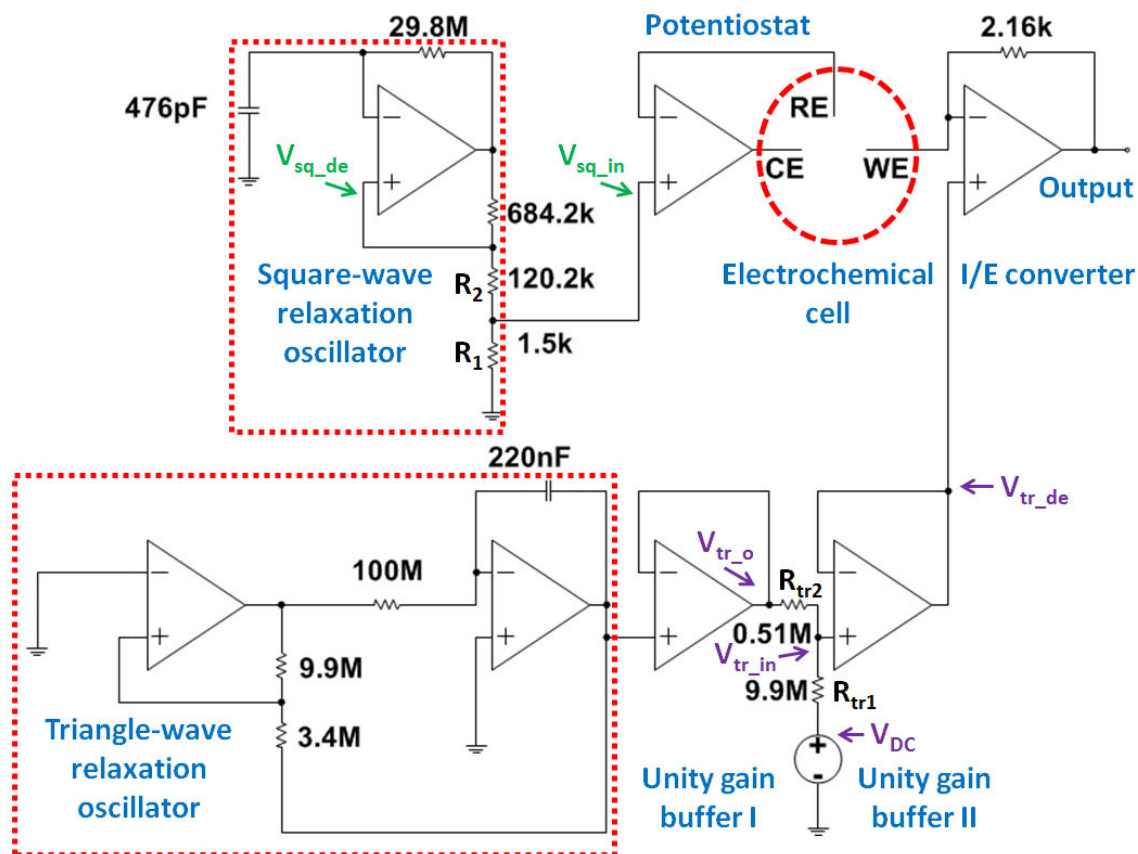 29.8M
Potentiostat
2.16k
476pF
RE
V_sq_de
V_sq_in
CE
WE
Output
684.2k
Square-wave
relaxation
oscillator
R_2
120.2k
Electrochemical
cell
I/E converter
R_1
1.5k
220nF
V_tr_de
100M
V_tr_o
R_tr2
0.51M
V_tr_in
9.9M
9.9M
R_tr1
Triangle-wave
relaxation
oscillator
3.4M
V_DC
Unity gain
buffer I
Unity gain
buffer II